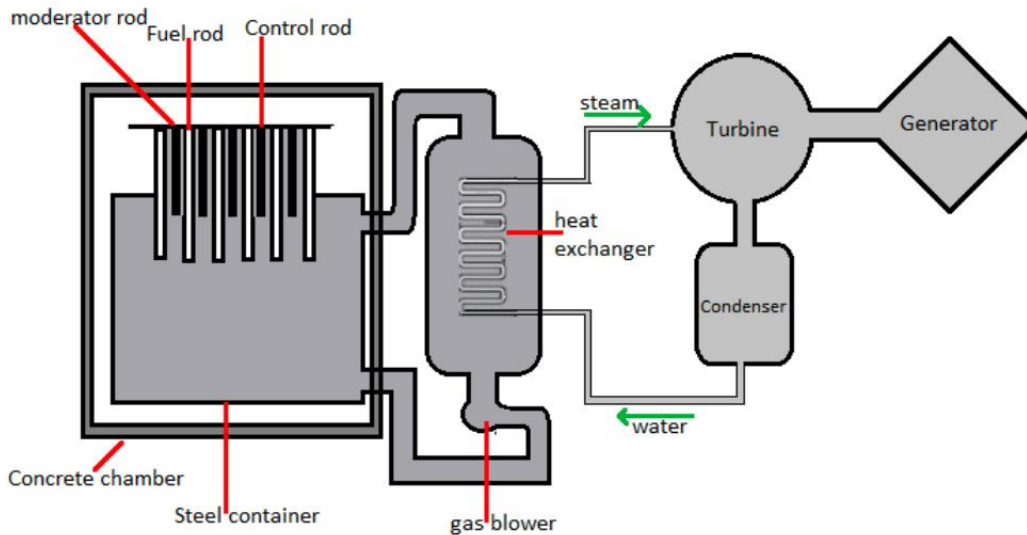 moderator rod
Fuel rod
Control rod
steam
Turbine
Generator
heat
exchanger
Condenser
water
Concrete chamber
Steel container
gas blower